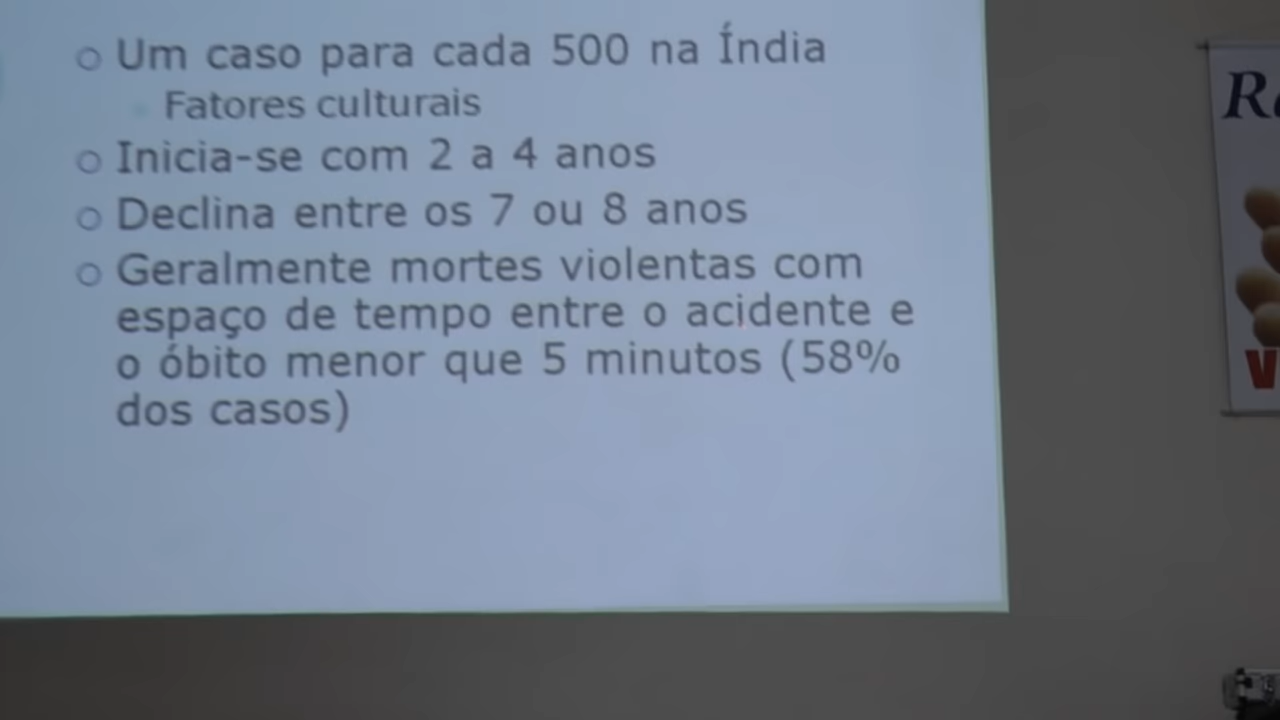 Um caso para cada 500 na Índia
Fatores culturais
Inicia-se com 2 a 4 anos
Declina entre os 7 ou 8 anos
Geralmente mortes violentas com
espaço de tempo entre o acidente e
o óbito menor que 5 minutos (58%
dos casos)